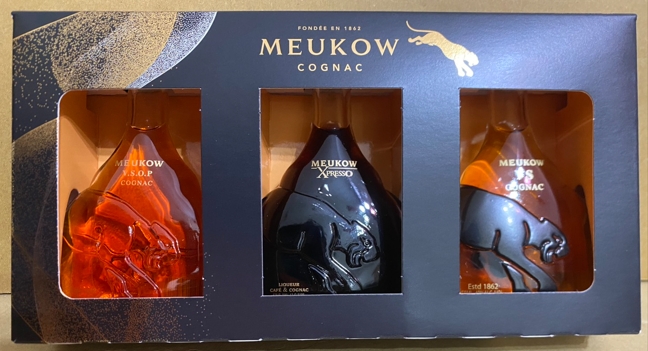 FONDÉE EN 1862
MEUKOW
COGNAC
MEUKOW
V.S.O.P
COGNAC
MEUKOW
XPRESSO
LIQUEUR
CAFÉ & COGNAC
MEUKOW
VS
COGNAC
Estd 1862